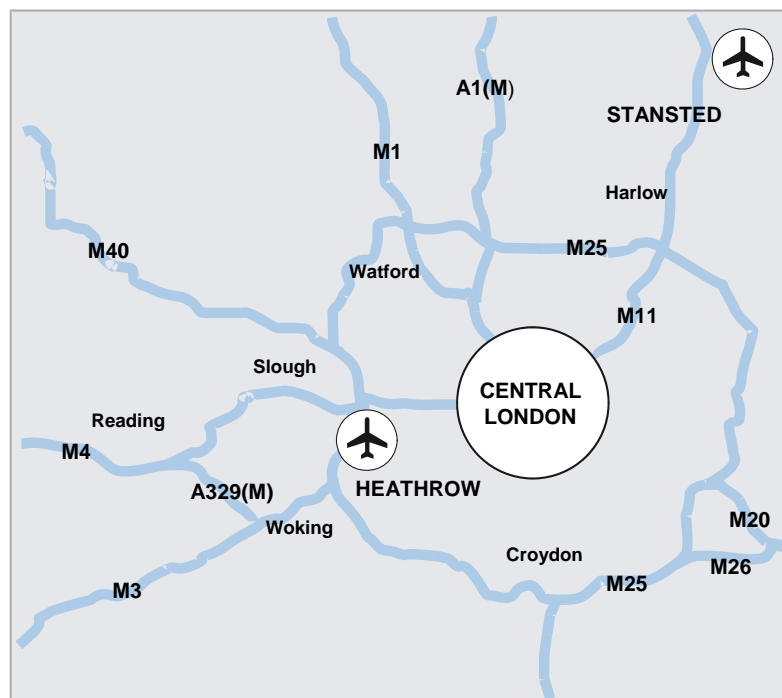 A1(M)
STANSTED
M1
Harlow
M40
M25
Watford
M11
Slough
CENTRAL
LONDON
Reading
M4
A329(M)
HEATHROW
Woking
M20
Croydon
M26
M25
M3